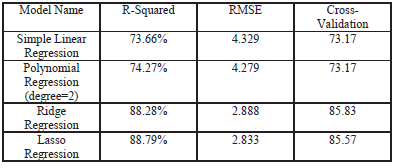 Model Name R-Squared RMSE Cross-
Validation
Simple Linear 73.66% 4.329 73.17
Regression
Polynomial 74.27% 4.279 73.17
Regression
(degree=2)
Ridge 88.28% 2.888 85.83
Regression
Lasso 88.79% 2.833 85.57
Regression